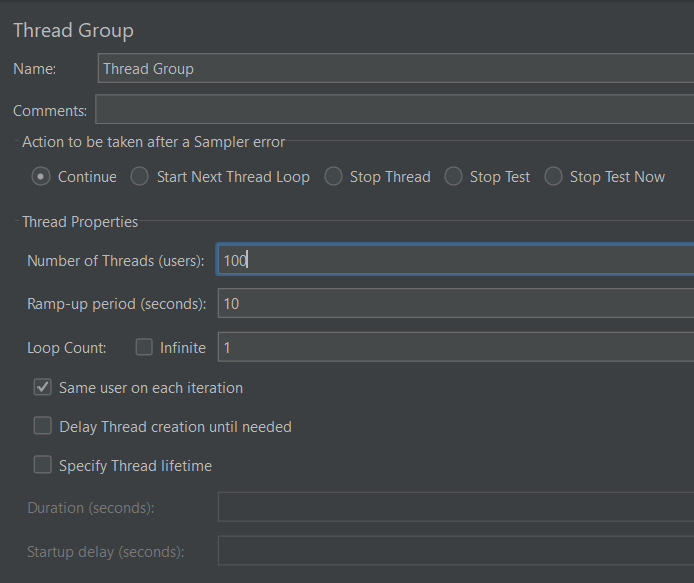 Thread Group
Name: Thread Group
Comments:
Action to be taken after a Sampler error
Continue Start Next Thread Loop Stop Thread Stop Test Stop Test Now
Thread Properties
Number of Threads (users): 100
Ramp-up period (seconds): 10
Loop Count: Infinite 1
Same user on each iteration
Delay Thread creation until needed
Specify Thread lifetime
Duration (seconds):
Startup delay (seconds):